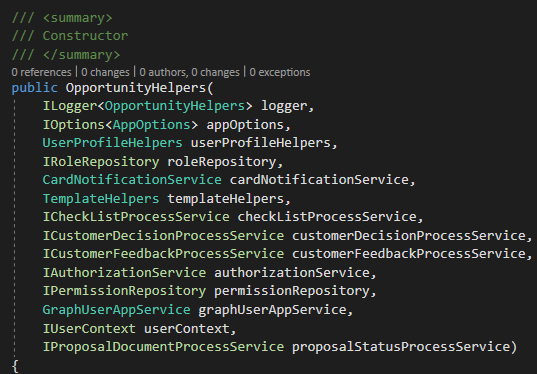 /// <summary>
/// Constructor
/// </summary>
0 references | 0 changes | 0 authors, 0 changes | 0 exceptions
public OpportunityHelpers(
ILogger<OpportunityHelpers> logger,
IOptions<AppOptions> appOptions,
UserProfileHelpers userProfileHelpers,
IRoleRepository roleRepository,
CardNotificationService cardNotificationService,
TemplateHelpers templateHelpers,
ICheckListProcessService checkListProcessService,
ICustomerDecisionProcessService customerDecisionProcessService,
ICustomerFeedbackProcessService customerFeedbackProcessService,
IAuthorizationService authorizationService,
IPermissionRepository permissionRepository,
GraphUserAppService graphUserAppService,
IUserContext userContext,
IProposalDocumentProcessService proposalStatusProcessService)
{